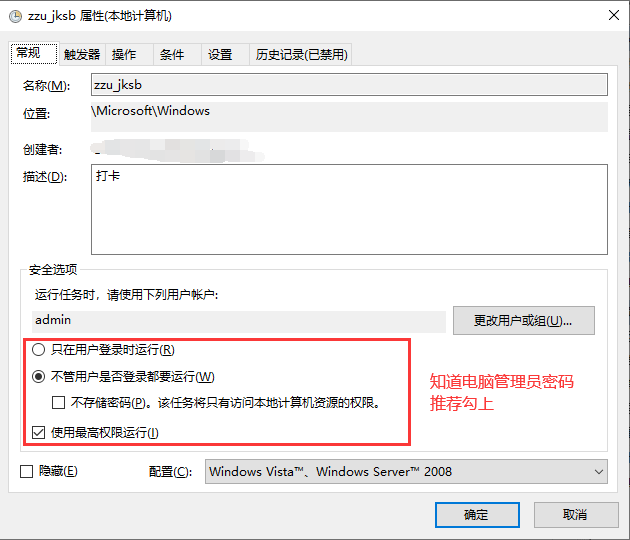 zzu_jksb 属性(本地计算机)
常规 触发器 操作 条件 设置 历史记录(已禁用)
名称(M): zzu_jksb
位置: \Microsoft\Windows
创建者:
描述(D): 打卡
安全选项
运行任务时，请使用下列用户帐户:
admin 更改用户或组(U)...
只在用户登录时运行(R)
不管用户是否登录都要运行(W)
不存储密码(P)。该任务将只有访问本地计算机资源的权限。
使用最高权限运行(I)
知道电脑管理员密码
推荐勾上
隐藏(E) 配置(C): Windows Vista™、Windows Server™ 2008
确定 取消